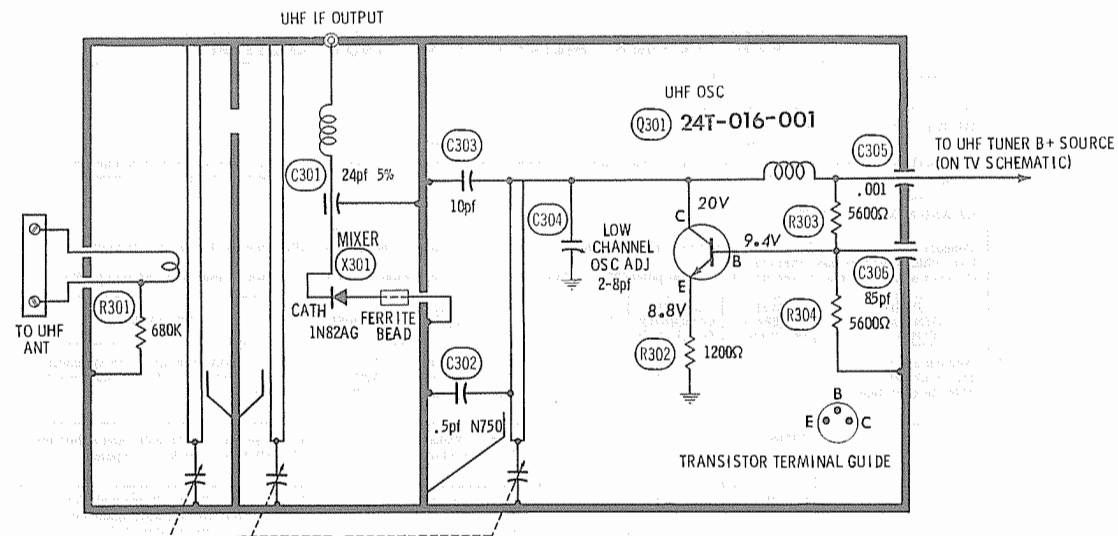 UHF IF OUTPUT
UHF OSC
Q301 24T-016-001
C303
10pf
C305
.001
TO UHF TUNER B+ SOURCE
(ON TV SCHEMATIC)
C301
24pf 5%
20V
C
B
E
C304
LOW
CHANNEL
OSC ADJ
2-8pf
R303
5600Ω
9.4V
C306
85pf
MIXER
X301
CATH
1N82AG
FERRITE
BEAD
8.8V
R304
5600Ω
R301
680K
TO UHF
ANT
R302
1200Ω
C302
.5pf N750
B
E
C
TRANSISTOR TERMINAL GUIDE